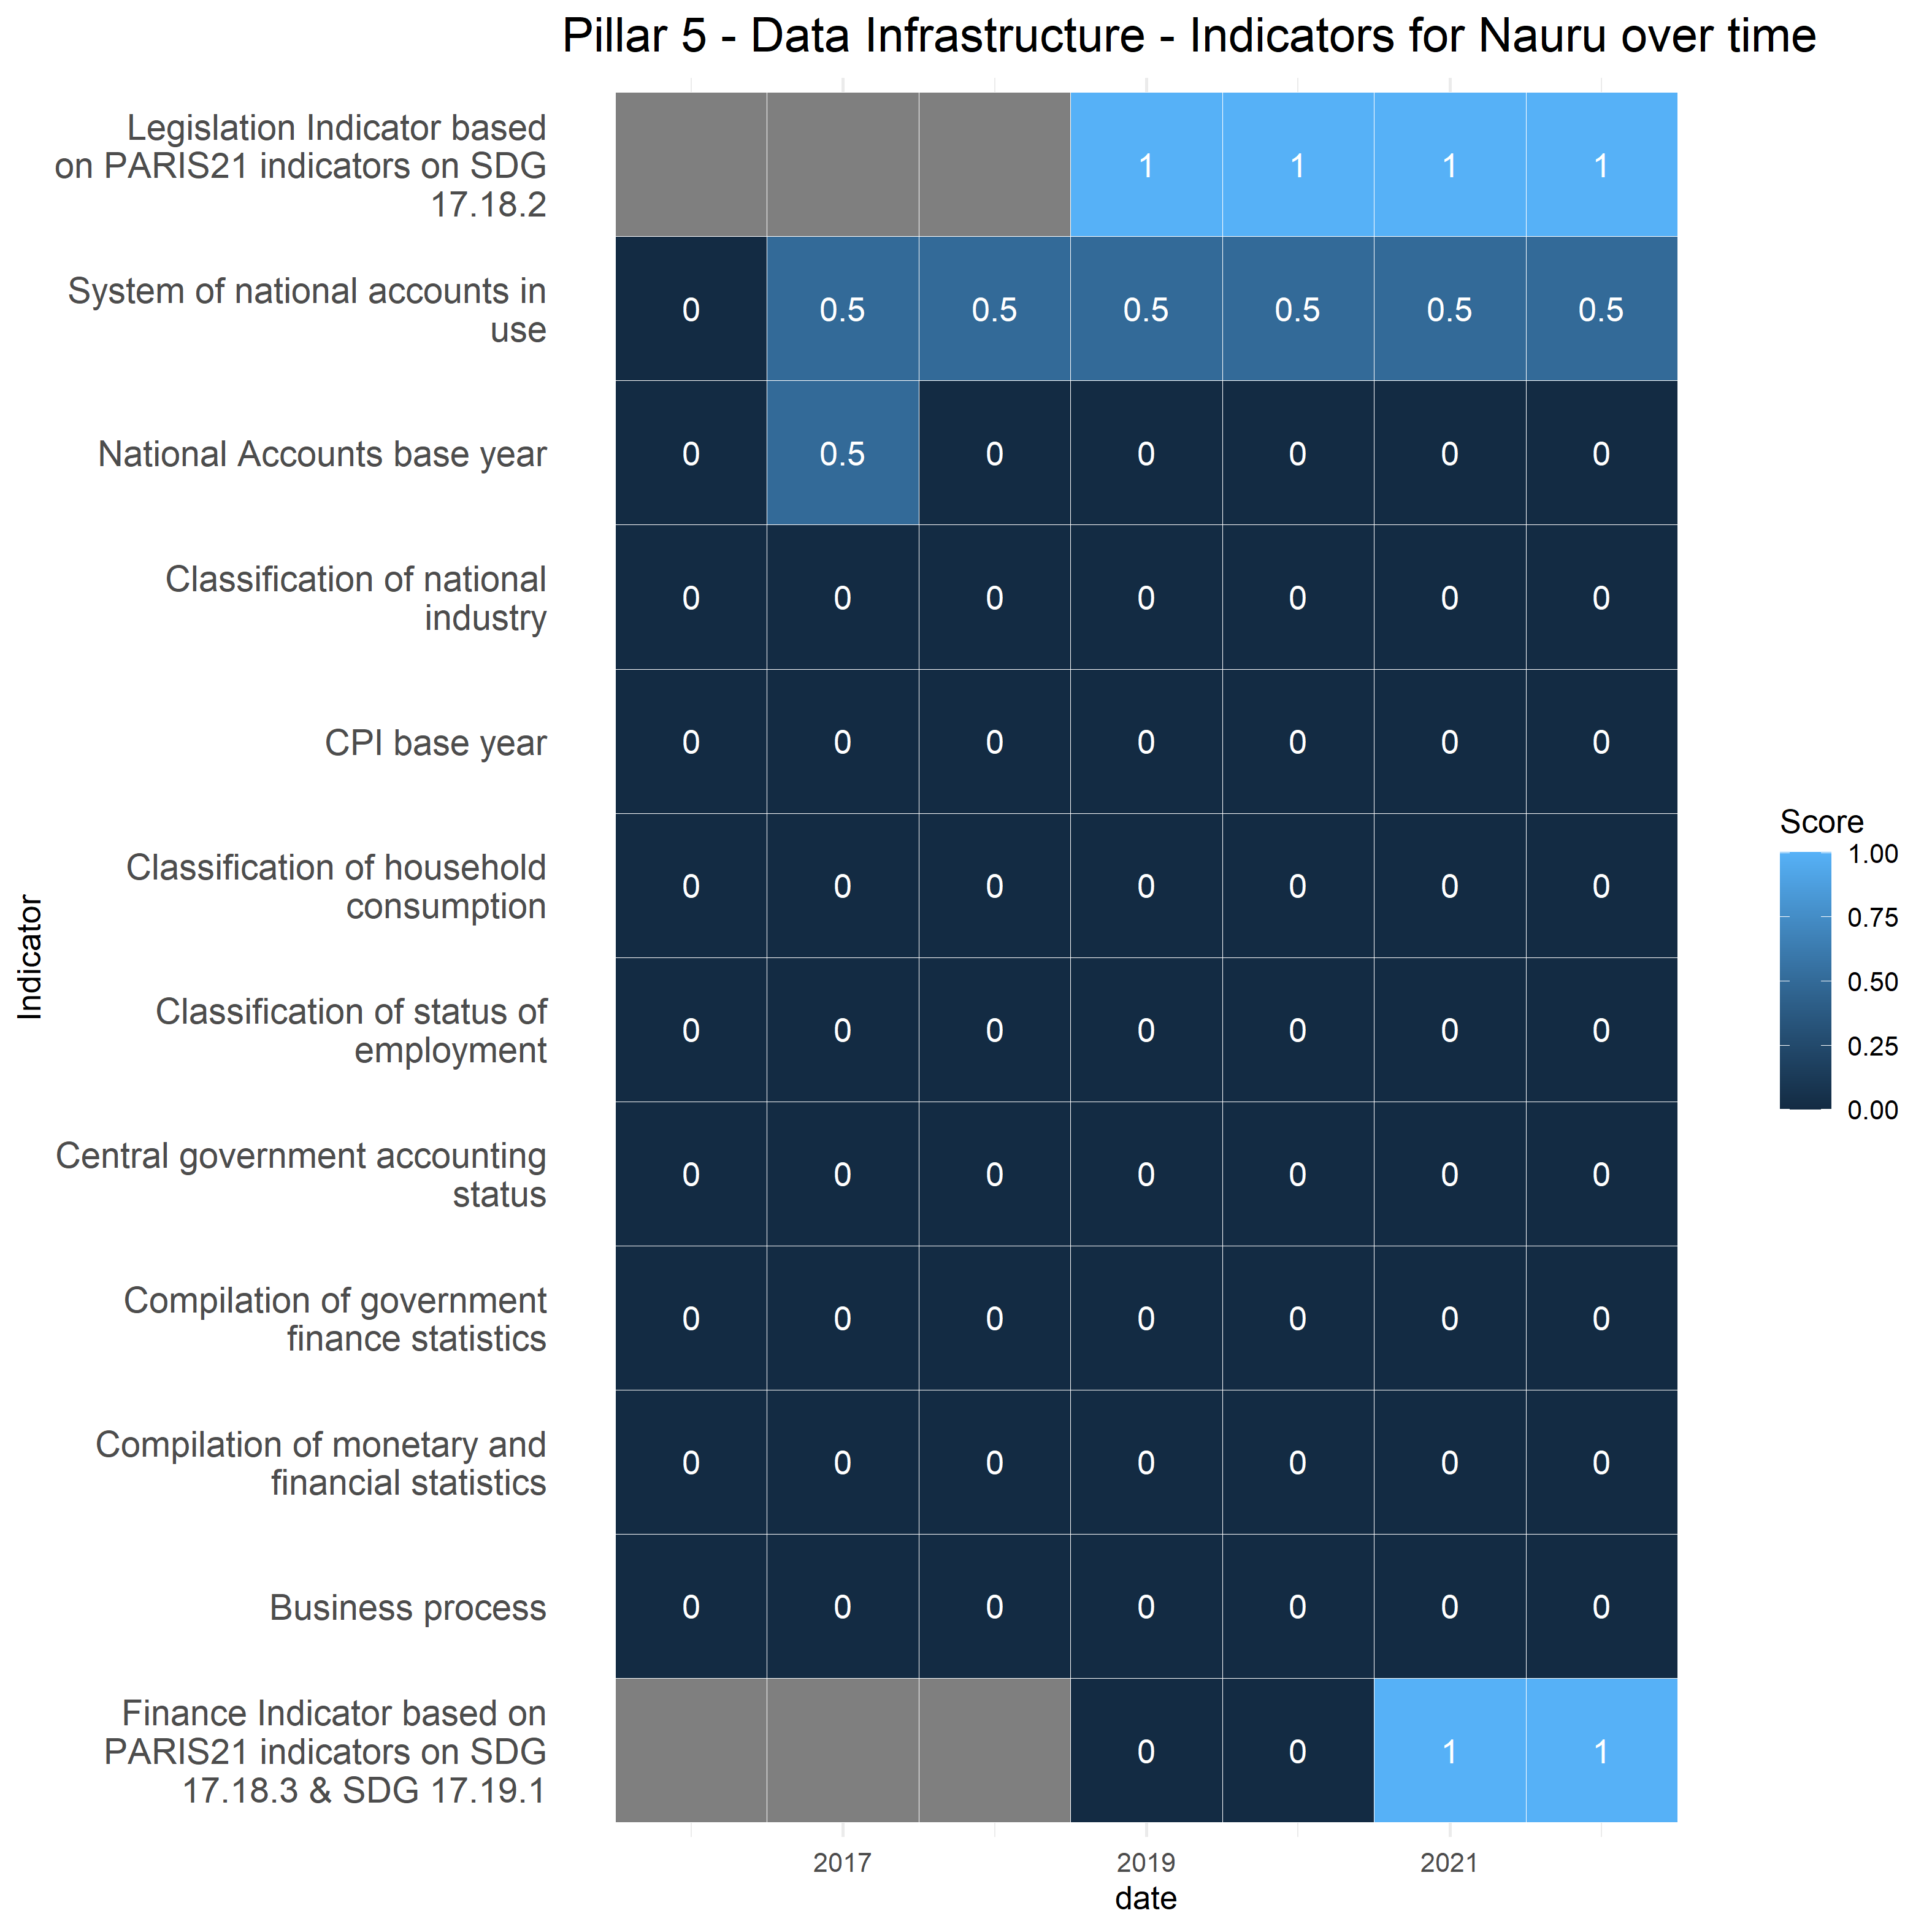 Pillar 5 - Data Infrastructure - Indicators for Nauru over time
Legislation Indicator based
on PARIS21 indicators on SDG
17.18.2
1 1 1 1
System of national accounts in
use
0 0.5 0.5 0.5 0.5 0.5 0.5
National Accounts base year
0 0.5 0 0 0 0 0
Classification of national
industry
0 0 0 0 0 0 0
CPI base year
0 0 0 0 0 0 0
Classification of household
consumption
0 0 0 0 0 0 0
Classification of status of
employment
0 0 0 0 0 0 0
Central government accounting
status
0 0 0 0 0 0 0
Compilation of government
finance statistics
0 0 0 0 0 0 0
Compilation of monetary and
financial statistics
0 0 0 0 0 0 0
Business process
0 0 0 0 0 0 0
Finance Indicator based on
PARIS21 indicators on SDG
17.18.3 & SDG 17.19.1
0 0 1 1
2017 2019 2021
date
Indicator
Score
1.00
0.75
0.50
0.25
0.00